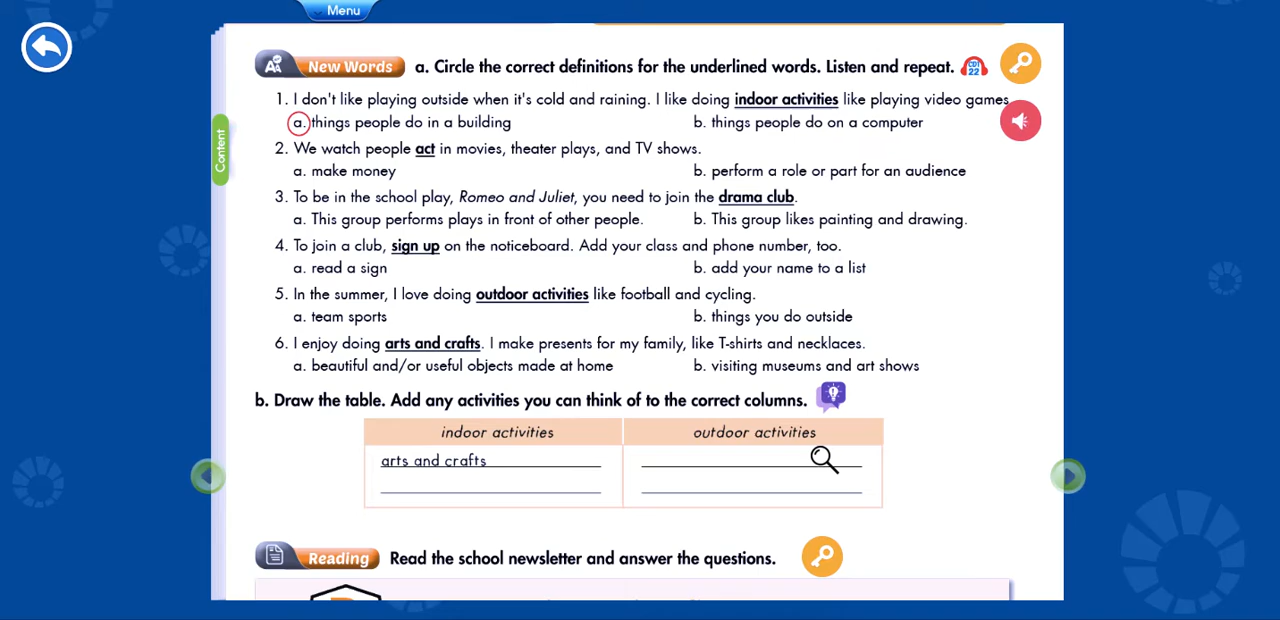 Menu
New Words a. Circle the correct definitions for the underlined words. Listen and repeat. CD1 22
1. I don't like playing outside when it's cold and raining. I like doing indoor activities like playing video games
a. things people do in a building b. things people do on a computer
2. We watch people act in movies, theater plays, and TV shows.
a. make money b. perform a role or part for an audience
3. To be in the school play, Romeo and Juliet, you need to join the drama club.
a. This group performs plays in front of other people. b. This group likes painting and drawing.
4. To join a club, sign up on the noticeboard. Add your class and phone number, too.
a. read a sign b. add your name to a list
5. In the summer, I love doing outdoor activities like football and cycling.
a. team sports b. things you do outside
6. I enjoy doing arts and crafts. I make presents for my family, like T-shirts and necklaces.
a. beautiful and/or useful objects made at home b. visiting museums and art shows
b. Draw the table. Add any activities you can think of to the correct columns.
indoor activities outdoor activities
arts and crafts
Reading Read the school newsletter and answer the questions.
Content